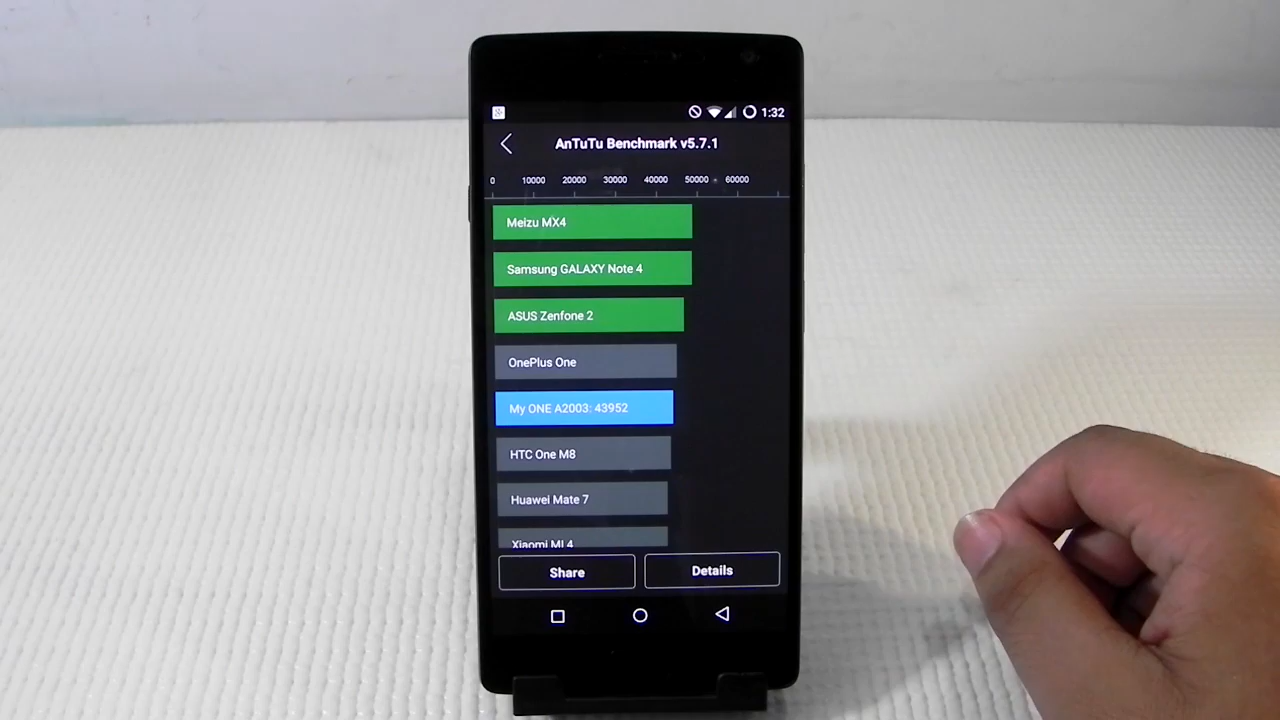 1:32
AnTuTu Benchmark v5.7.1
0 10000 20000 30000 40000 50000 60000
Meizu MX4
Samsung GALAXY Note 4
ASUS Zenfone 2
OnePlus One
My ONE A2003: 43952
HTC One M8
Huawei Mate 7
Xiaomi MI 4
Share
Details